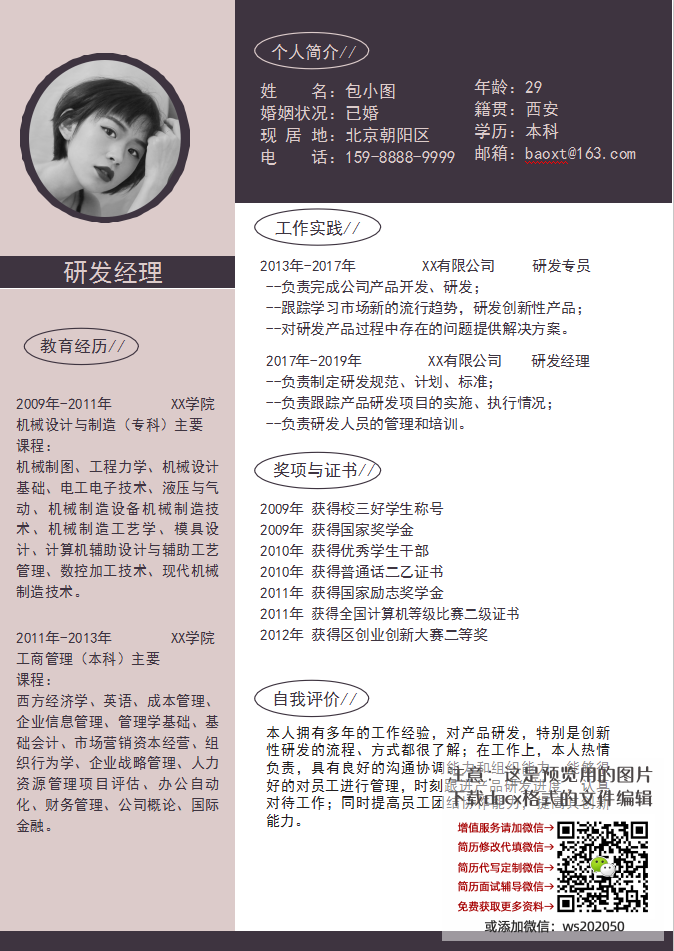 研发经理
教育经历//
2009年-2011年 XX学院
机械设计与制造（专科）主要
课程：
机械制图、工程力学、机械设计
基础、电工电子技术、液压与气
动、机械制造设备机械制造技
术、机械制造工艺学、模具设
计、计算机辅助设计与辅助工艺
管理、数控加工技术、现代机械
制造技术。
2011年-2013年 XX学院
工商管理（本科）主要
课程：
西方经济学、英语、成本管理、
企业信息管理、管理学基础、基
础会计、市场营销资本经营、组
织行为学、企业战略管理、人力
资源管理项目评估、办公自动
化、财务管理、公司概论、国际
金融。
个人简介//
姓 名：包小图
婚姻状况：已婚
现 居 地：北京朝阳区
电 话：159-8888-9999
年龄：29
籍贯：西安
学历：本科
邮箱：baoxt@163.com
工作实践//
2013年-2017年 XX有限公司 研发专员
--负责完成公司产品开发、研发；
--跟踪学习市场新的流行趋势，研发创新性产品；
--对研发产品过程中存在的问题提供解决方案。
2017年-2019年 XX有限公司 研发经理
--负责制定研发规范、计划、标准；
--负责跟踪产品研发项目的实施、执行情况；
--负责研发人员的管理和培训。
奖项与证书//
2009年 获得校三好学生称号
2009年 获得国家奖学金
2010年 获得优秀学生干部
2010年 获得普通话二乙证书
2011年 获得国家励志奖学金
2011年 获得全国计算机等级比赛二级证书
2012年 获得区创业创新大赛二等奖
自我评价//
本人拥有多年的工作经验，对产品研发，特别是创新
性研发的流程、方式都很了解；在工作上，本人热情
负责，具有良好的沟通协调能力和组织能力，能够很
好的对员工进行管理，时刻跟进产品研发进度，认真
对待工作；同时提高员工团组协作能力，提高其创新
能力。
注意：这是预览用的图片
下载docx格式的文件编辑
增值服务请加微信→
简历修改代填微信→
简历代写定制微信→
简历面试辅导微信→
免费获取更多资料→
或添加微信：ws202050